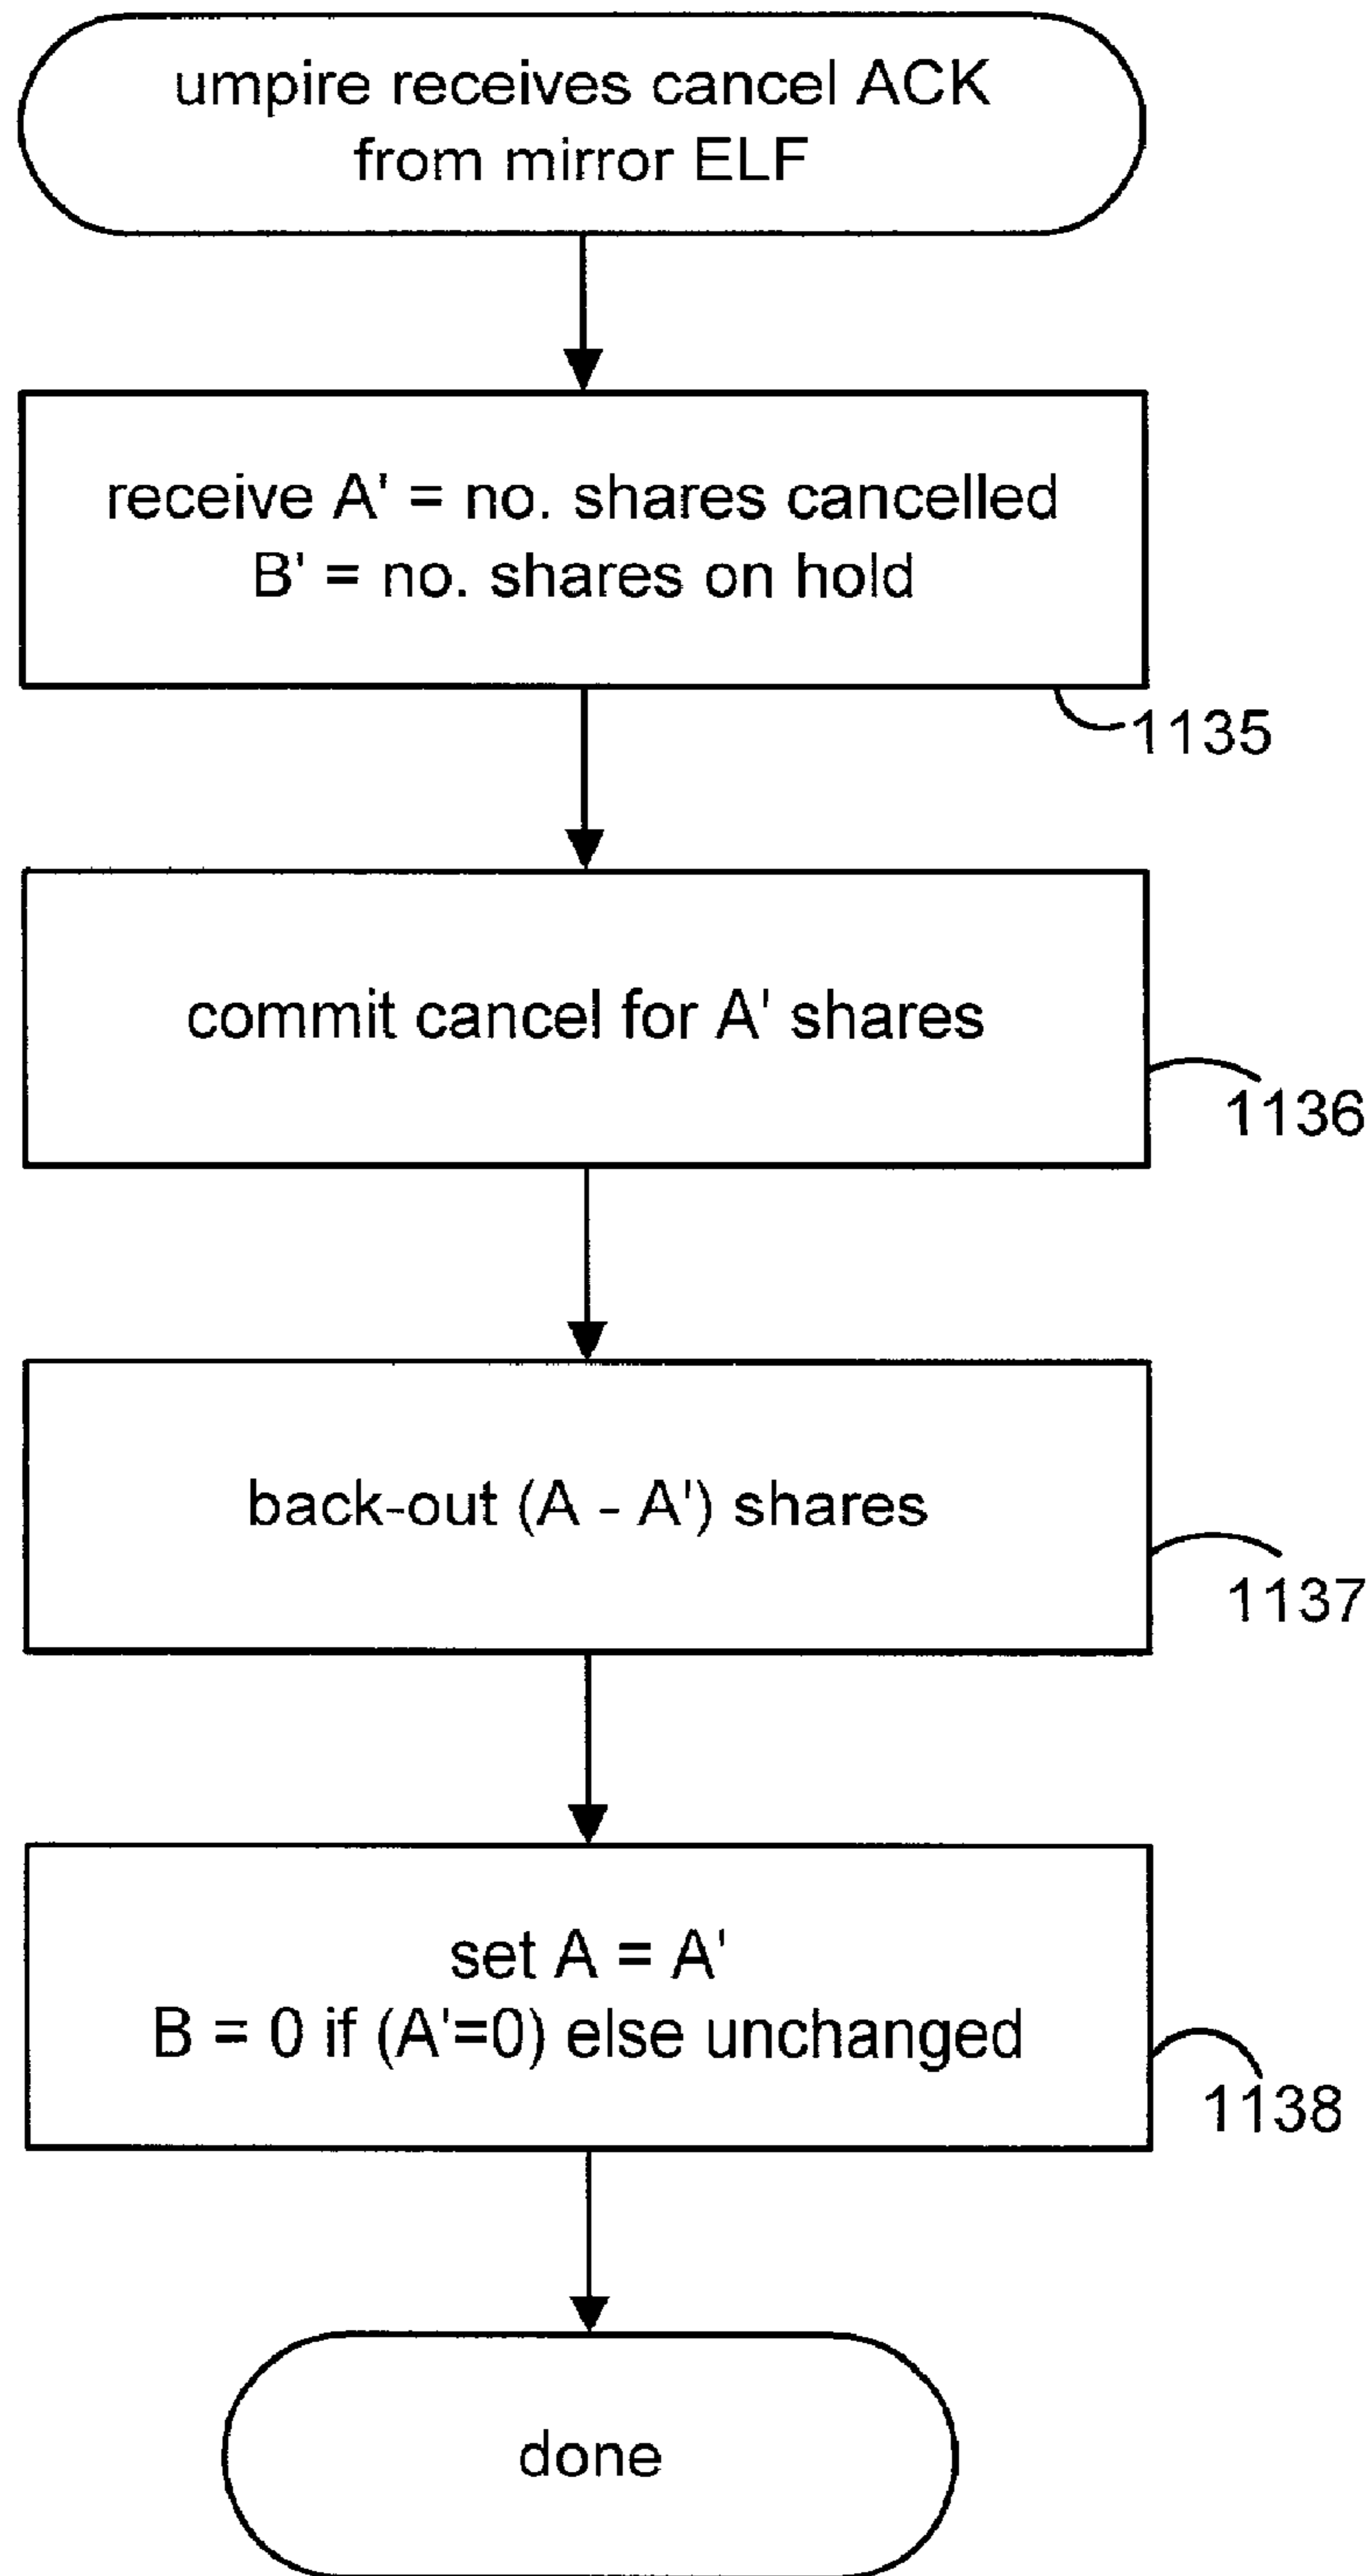 umpire receives cancel ACK
from mirror ELF
receive A' = no. shares cancelled
B' = no. shares on hold
1135
commit cancel for A' shares
1136
back-out (A - A') shares
1137
set A = A'
B = 0 if (A'=0) else unchanged
1138
done